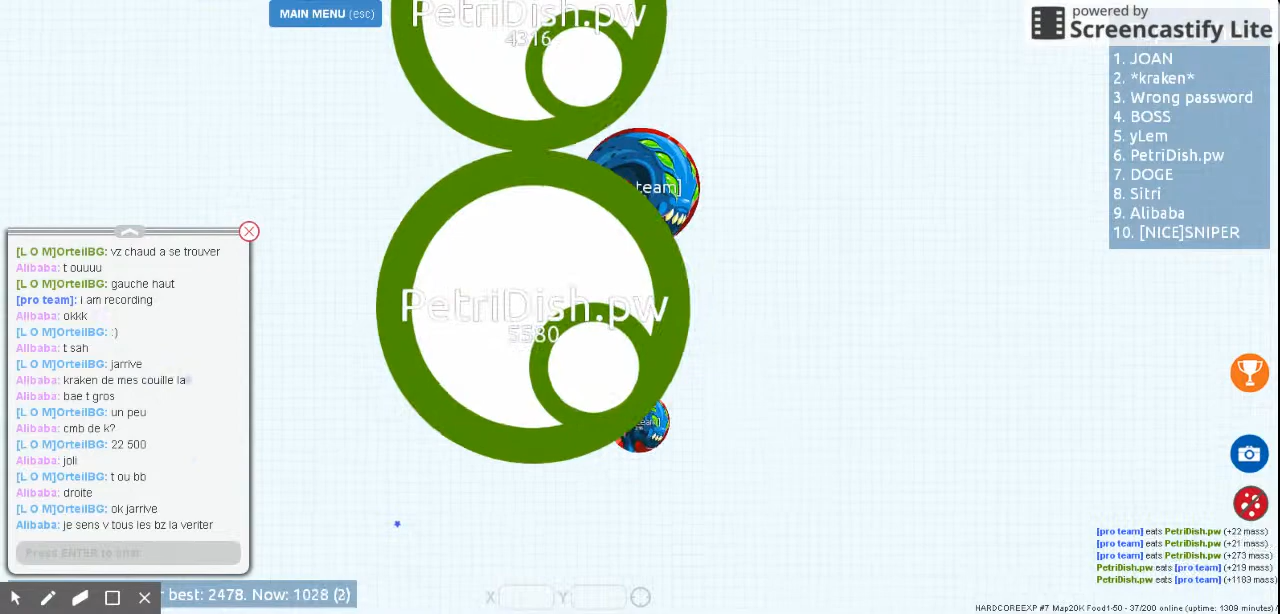 MAIN MENU (esc)
PetriDish.pw
4316
powered by
Screencastify Lite
1. JOAN
2. *kraken*
3. Wrong password
4. BOSS
5. yLem
6. PetriDish.pw
7. DOGE
8. Sitri
9. Alibaba
10. [NICE]SNIPER
team]
PetriDish.pw
5580
[L O M]OrteilBG: vz chaud a se trouver
Alibaba: t ouuuu
[L O M]OrteilBG: gauche haut
[pro team]: i am recording
Alibaba: okkk
[L O M]OrteilBG: :)
Alibaba: t sah
[L O M]OrteilBG: jarrive
Alibaba: kraken de mes couille la
Alibaba: bae t gros
[L O M]OrteilBG: un peu
Alibaba: cmb de k?
[L O M]OrteilBG: 22 500
Alibaba: joli
[L O M]OrteilBG: t ou bb
Alibaba: droite
[L O M]OrteilBG: ok jarrive
Alibaba: je sens v tous les bz la veriter
Press ENTER to chat
best: 2478. Now: 1028 (2)
X
Y
[pro team] eats PetriDish.pw (+22 mass)
[pro team] eats PetriDish.pw (+21 mass)
[pro team] eats PetriDish.pw (+273 mass)
PetriDish.pw eats [pro team] (+219 mass)
PetriDish.pw eats [pro team] (+1183 mass)
HARDCOREEXP #7 Map20K Food1-50 - 37/200 online (uptime: 1309 minutes)